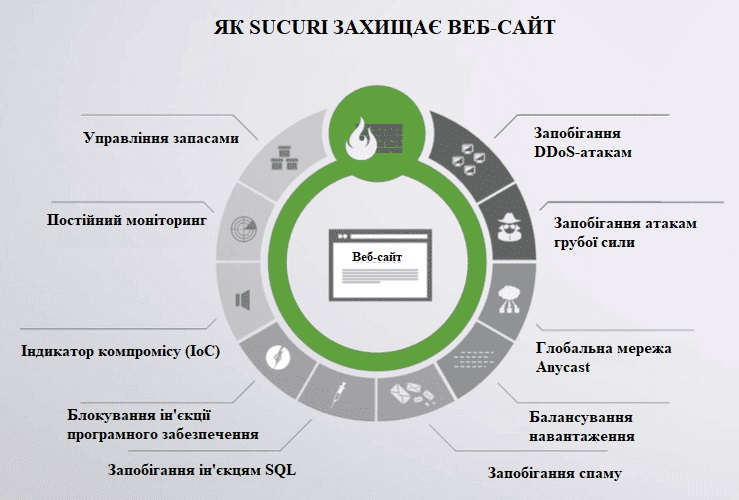 ЯК SUCURI ЗАХИЩАЄ ВЕБ-САЙТ
Управління запасами
Постійний моніторинг
Індикатор компромісу (IoC)
Блокування ін'єкції
програмного забезпечення
Запобігання ін'єкцям SQL
Веб-сайт
Запобігання
DDoS-атакам
Запобігання атакам
грубої сили
Глобальна мережа
Anycast
Балансування
навантаження
Запобігання спаму